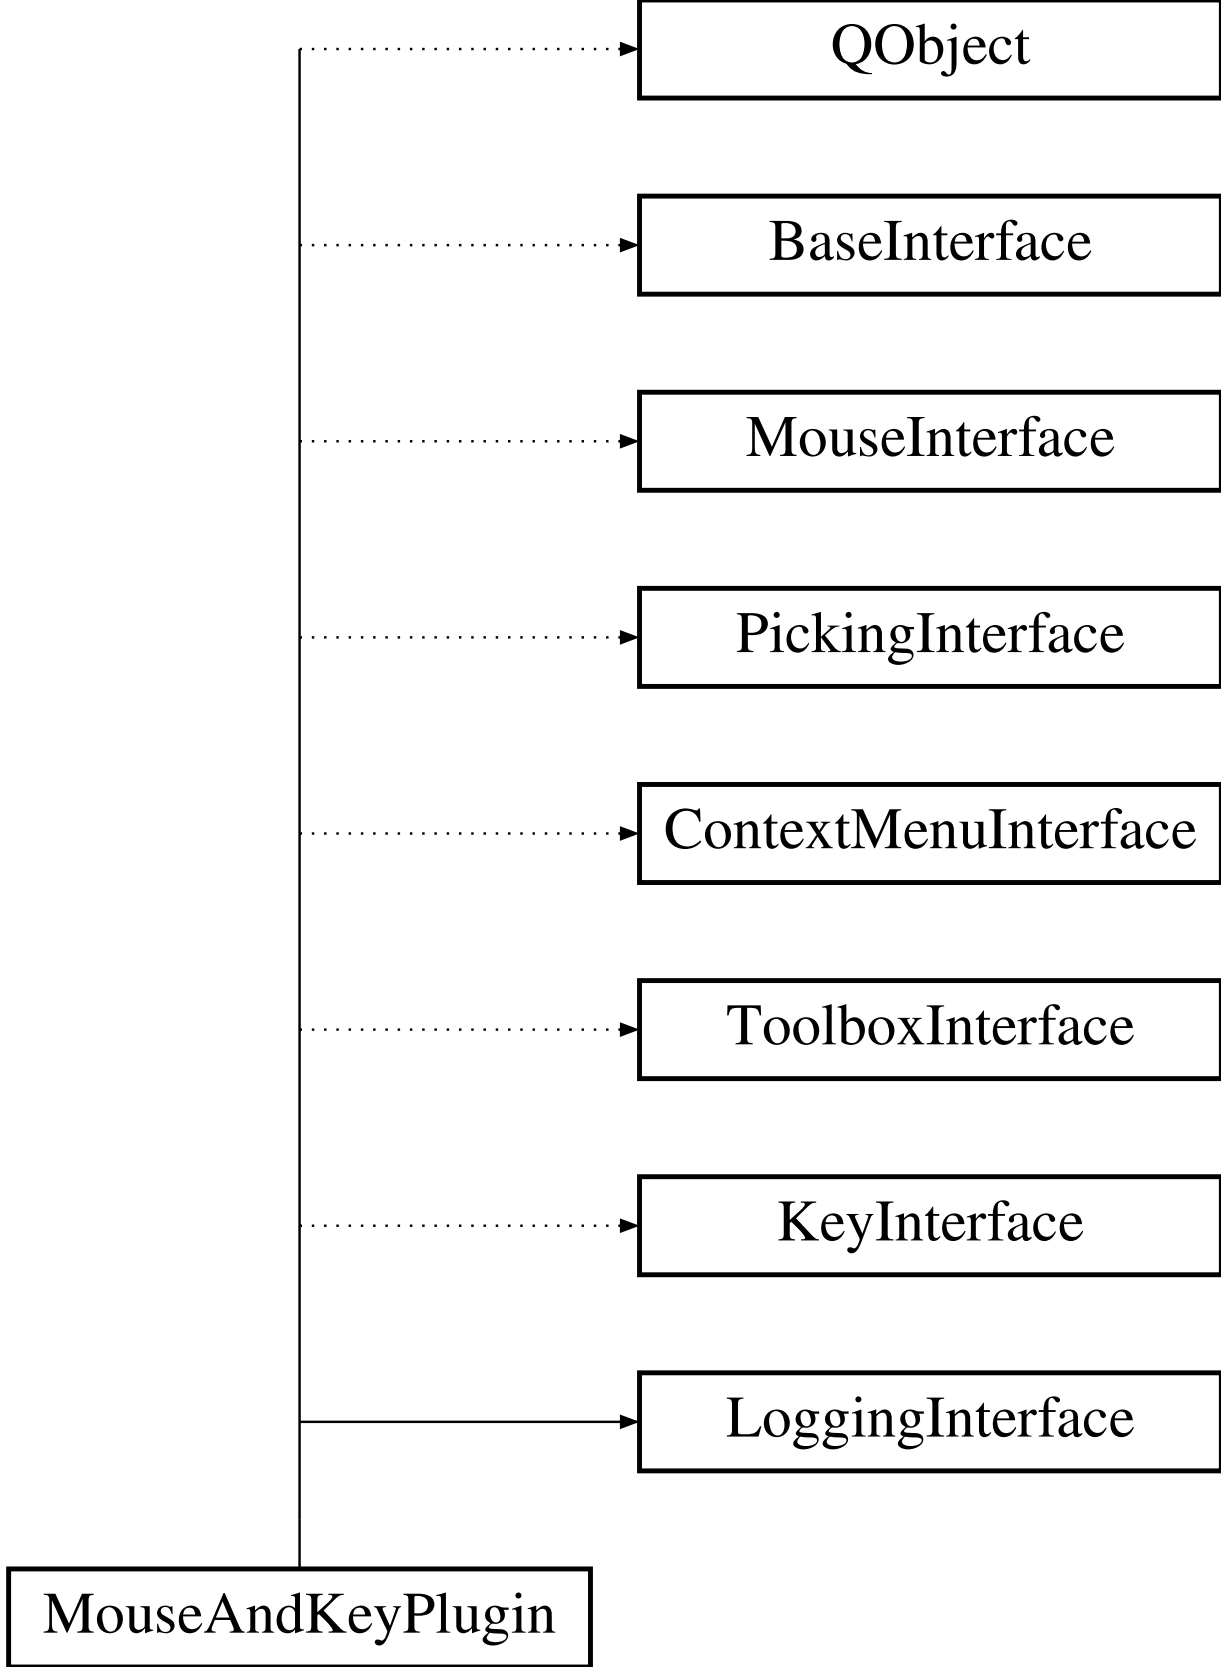 QObject
BaseInterface
MouseInterface
PickingInterface
ContextMenuInterface
ToolboxInterface
KeyInterface
LoggingInterface
MouseAndKeyPlugin